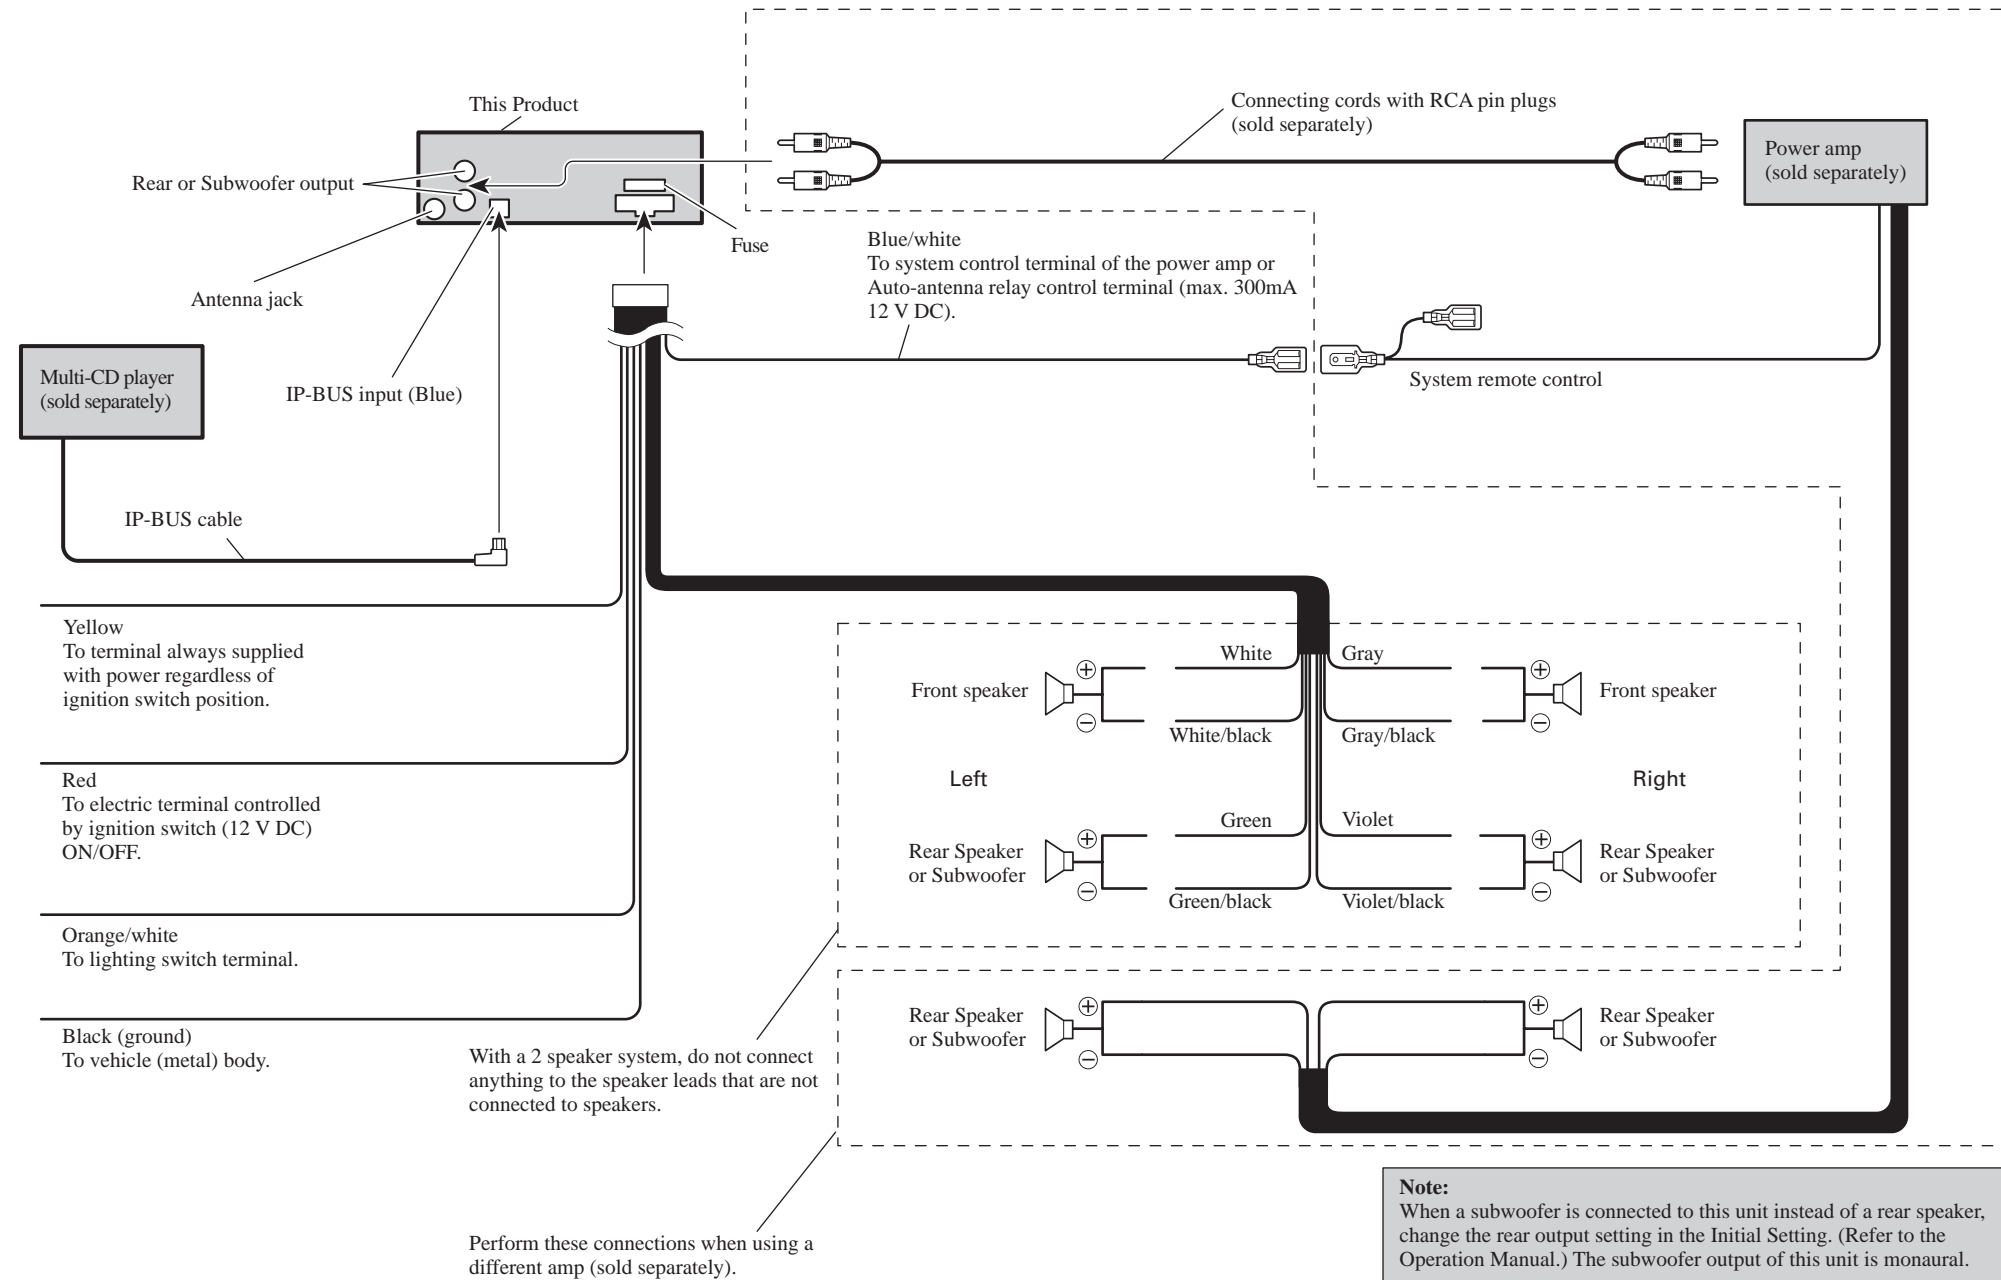 This Product
Rear or Subwoofer output
Antenna jack
IP-BUS input (Blue)
Fuse
Multi-CD player
(sold separately)
IP-BUS cable
Connecting cords with RCA pin plugs
(sold separately)
Power amp
(sold separately)
Blue/white
To system control terminal of the power amp or
Auto-antenna relay control terminal (max. 300mA
12 V DC).
System remote control
Yellow
To terminal always supplied
with power regardless of
ignition switch position.
Red
To electric terminal controlled
by ignition switch (12 V DC)
ON/OFF.
Orange/white
To lighting switch terminal.
Black (ground)
To vehicle (metal) body.
White
Gray
Front speaker
⊕
⊖
⊕
⊖
Front speaker
White/black
Gray/black
Left
Right
Green
Violet
Rear Speaker
or Subwoofer
⊕
⊖
⊕
⊖
Rear Speaker
or Subwoofer
Green/black
Violet/black
Rear Speaker
or Subwoofer
⊕
⊖
⊕
⊖
Rear Speaker
or Subwoofer
With a 2 speaker system, do not connect
anything to the speaker leads that are not
connected to speakers.
Perform these connections when using a
different amp (sold separately).
Note:
When a subwoofer is connected to this unit instead of a rear speaker,
change the rear output setting in the Initial Setting. (Refer to the
Operation Manual.) The subwoofer output of this unit is monaural.